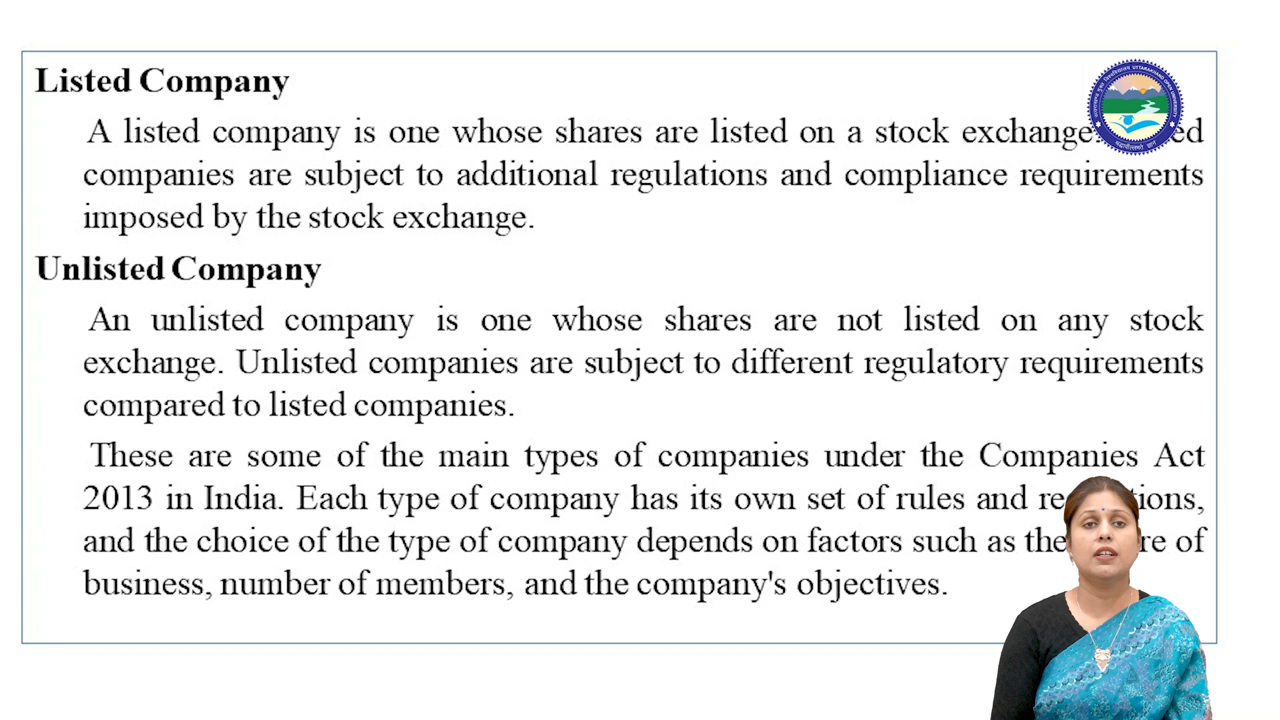 Listed Company
A listed company is one whose shares are listed on a stock exchange.
companies are subject to additional regulations and compliance requirements
imposed by the stock exchange.
Unlisted Company
An unlisted company is one whose shares are not listed on any stock
exchange. Unlisted companies are subject to different regulatory requirements
compared to listed companies.
These are some of the main types of companies under the Companies Act
2013 in India. Each type of company has its own set of rules and
and the choice of the type of company depends on factors such as the of
business, number of members, and the company's objectives.